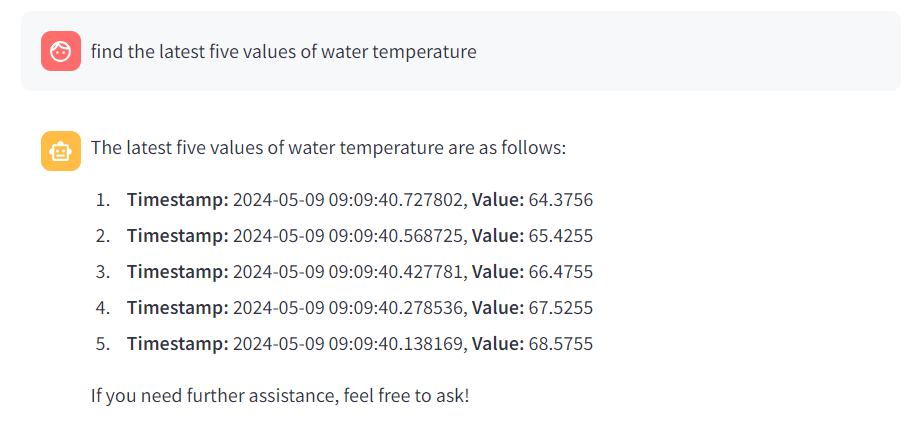 find the latest five values of water temperature
The latest five values of water temperature are as follows:
1. Timestamp: 2024-05-09 09:09:40.727802, Value: 64.3756
2. Timestamp: 2024-05-09 09:09:40.568725, Value: 65.4255
3. Timestamp: 2024-05-09 09:09:40.427781, Value: 66.4755
4. Timestamp: 2024-05-09 09:09:40.278536, Value: 67.5255
5. Timestamp: 2024-05-09 09:09:40.138169, Value: 68.5755
If you need further assistance, feel free to ask!